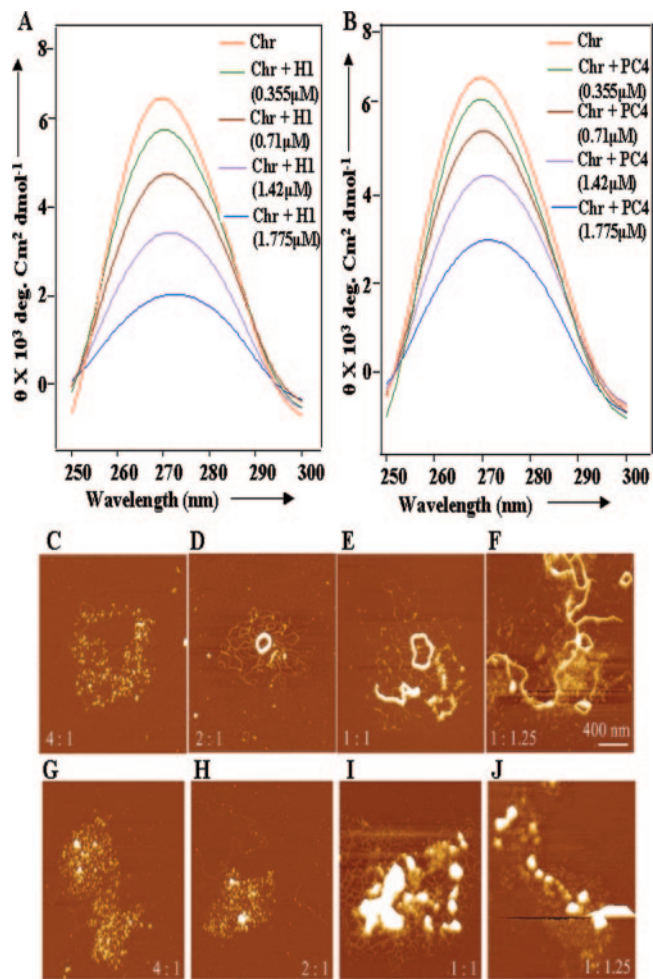 A
θ X 10³ deg. Cm² dmol⁻¹
8
6
4
2
0
Chr
Chr + H1
(0.355µM)
Chr + H1
(0.71µM)
Chr + H1
(1.42µM)
Chr + H1
(1.775µM)
250 260 270 280 290 300
Wavelength (nm)
B
θ X 10³ deg. Cm² dmol⁻¹
8
6
4
2
0
Chr
Chr + PC4
(0.355µM)
Chr + PC4
(0.71µM)
Chr + PC4
(1.42µM)
Chr + PC4
(1.775µM)
250 260 270 280 290 300
Wavelength (nm)
C D E F
4 : 1 2 : 1 1 : 1 1 : 1.25
400 nm
G H I J
4 : 1 2 : 1 1 : 1 1 : 1.25